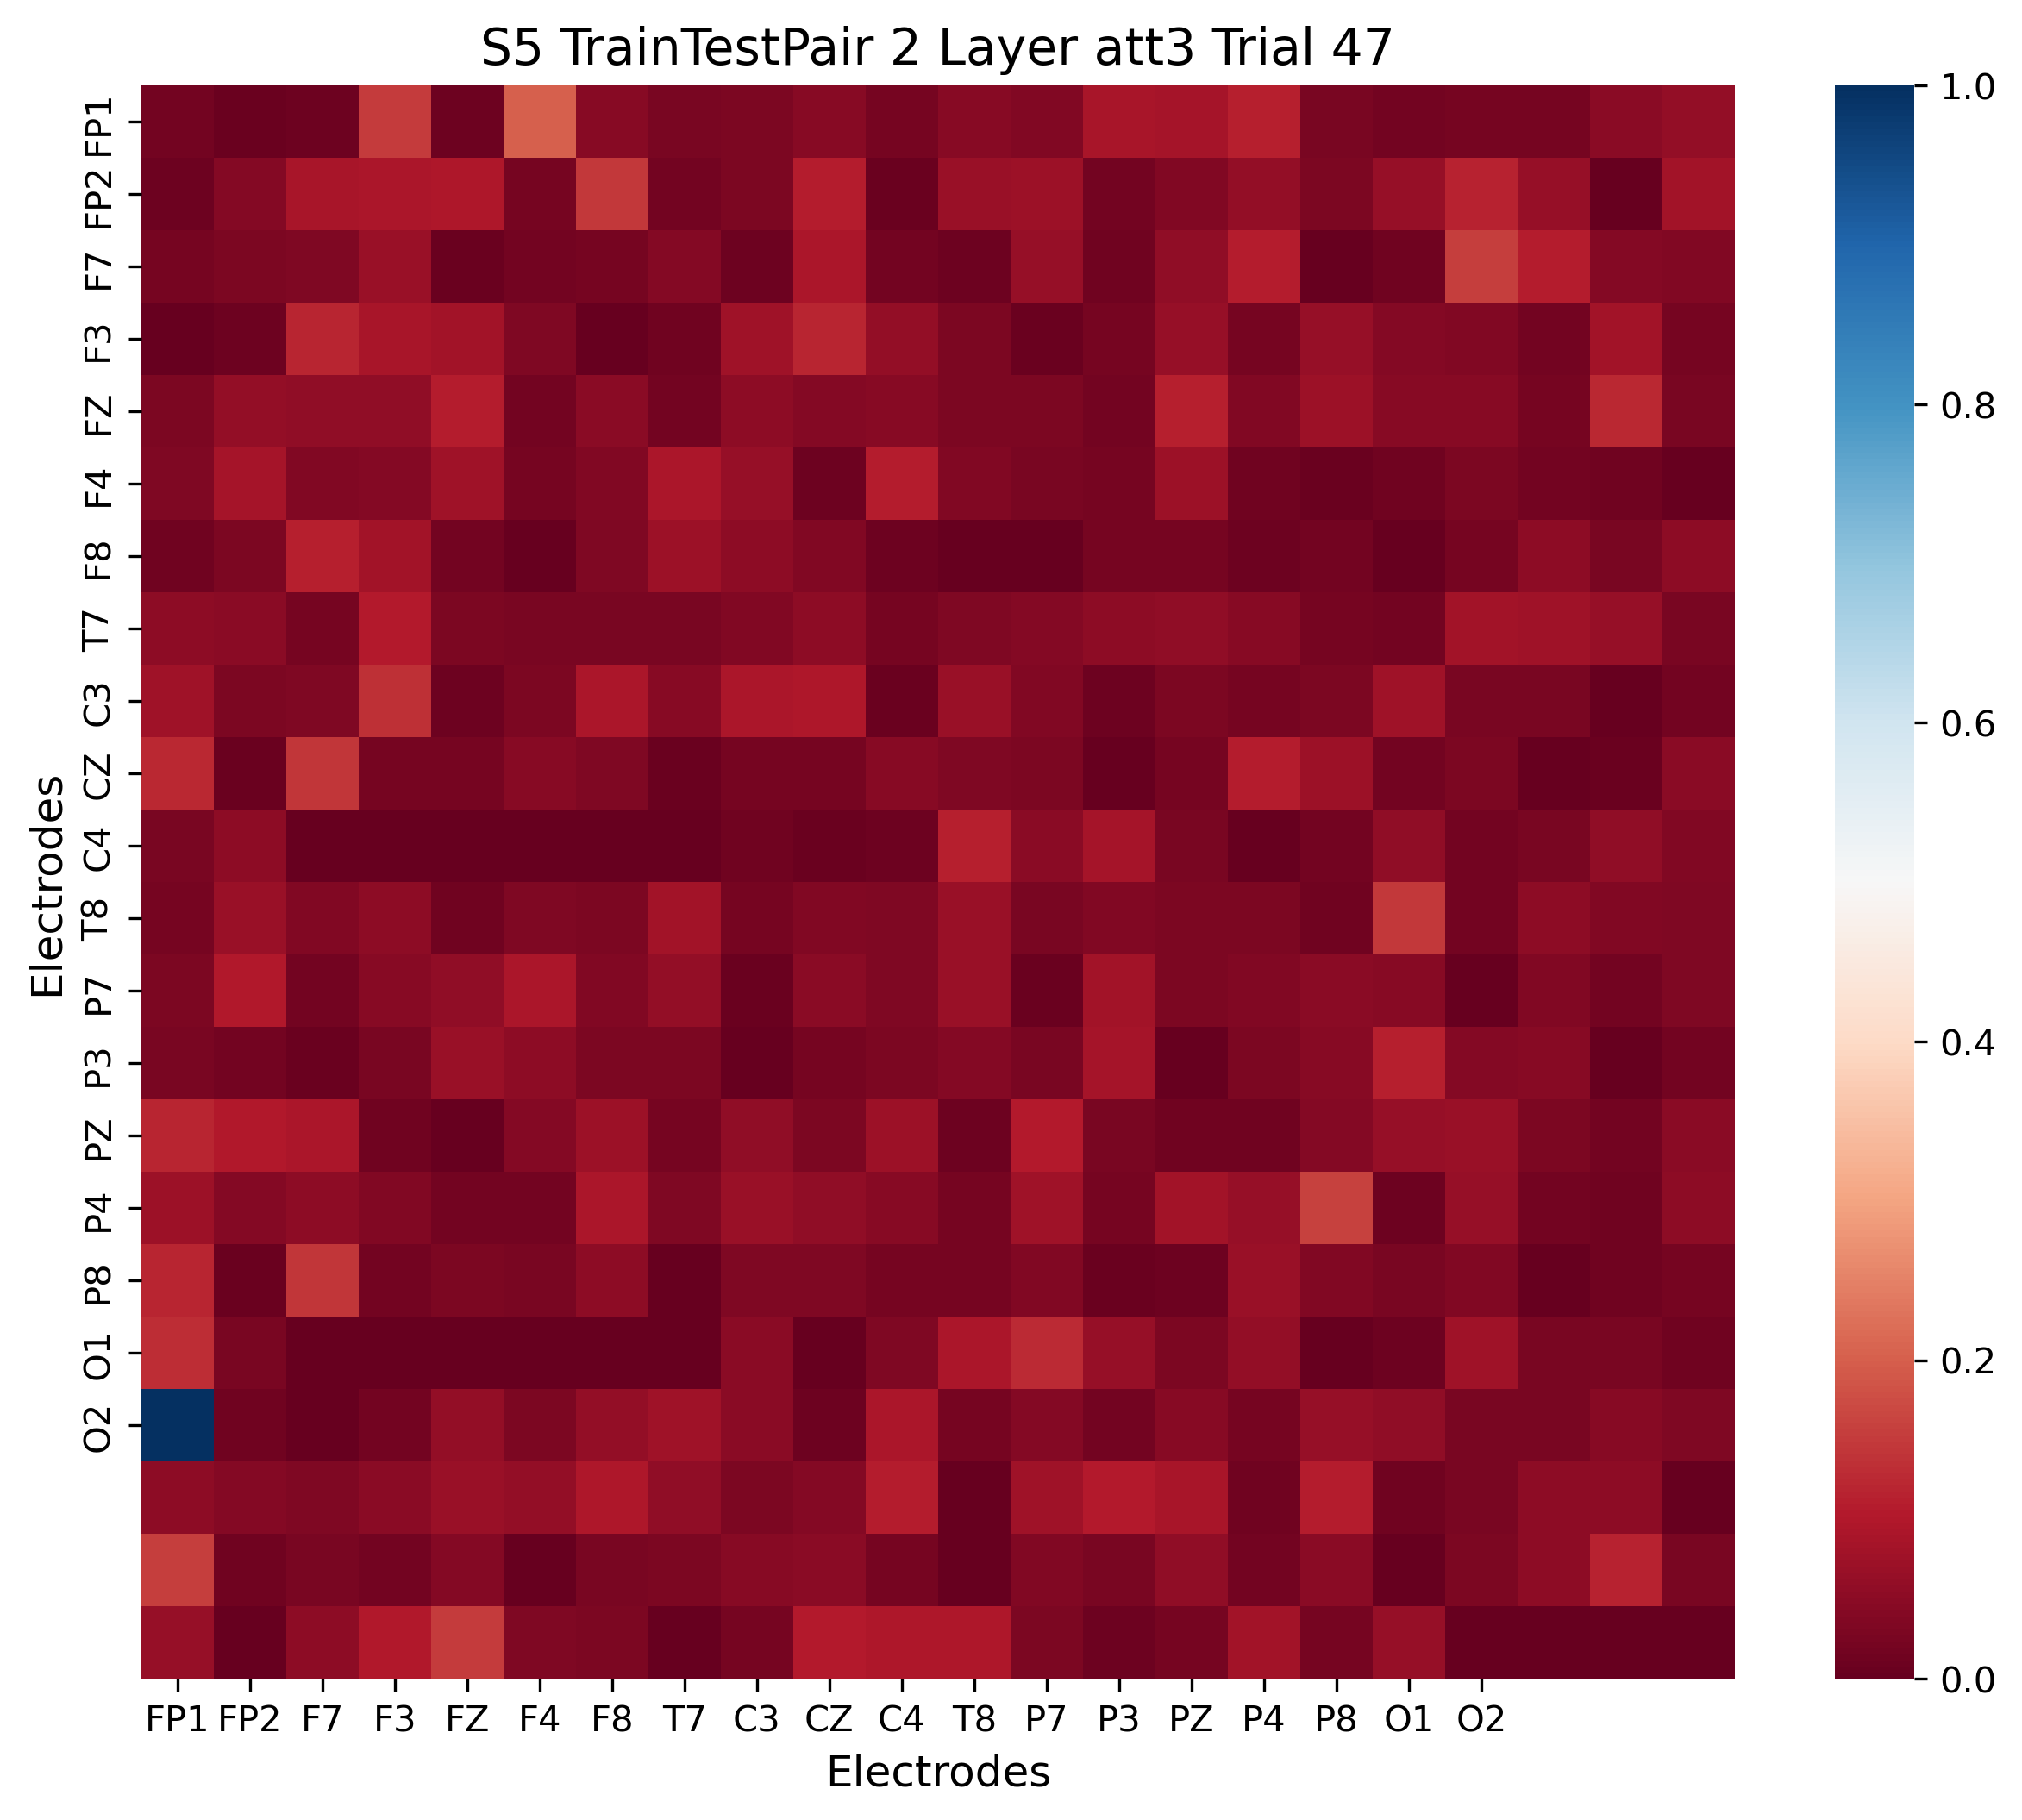 S5 TrainTestPair 2 Layer att3 Trial 47
Electrodes
FP1
FP2
F7
F3
FZ
F4
F8
T7
C3
CZ
C4
T8
P7
P3
PZ
P4
P8
O1
O2
FP1 FP2 F7 F3 FZ F4 F8 T7 C3 CZ C4 T8 P7 P3 PZ P4 P8 O1 O2
Electrodes
1.0
0.8
0.6
0.4
0.2
0.0